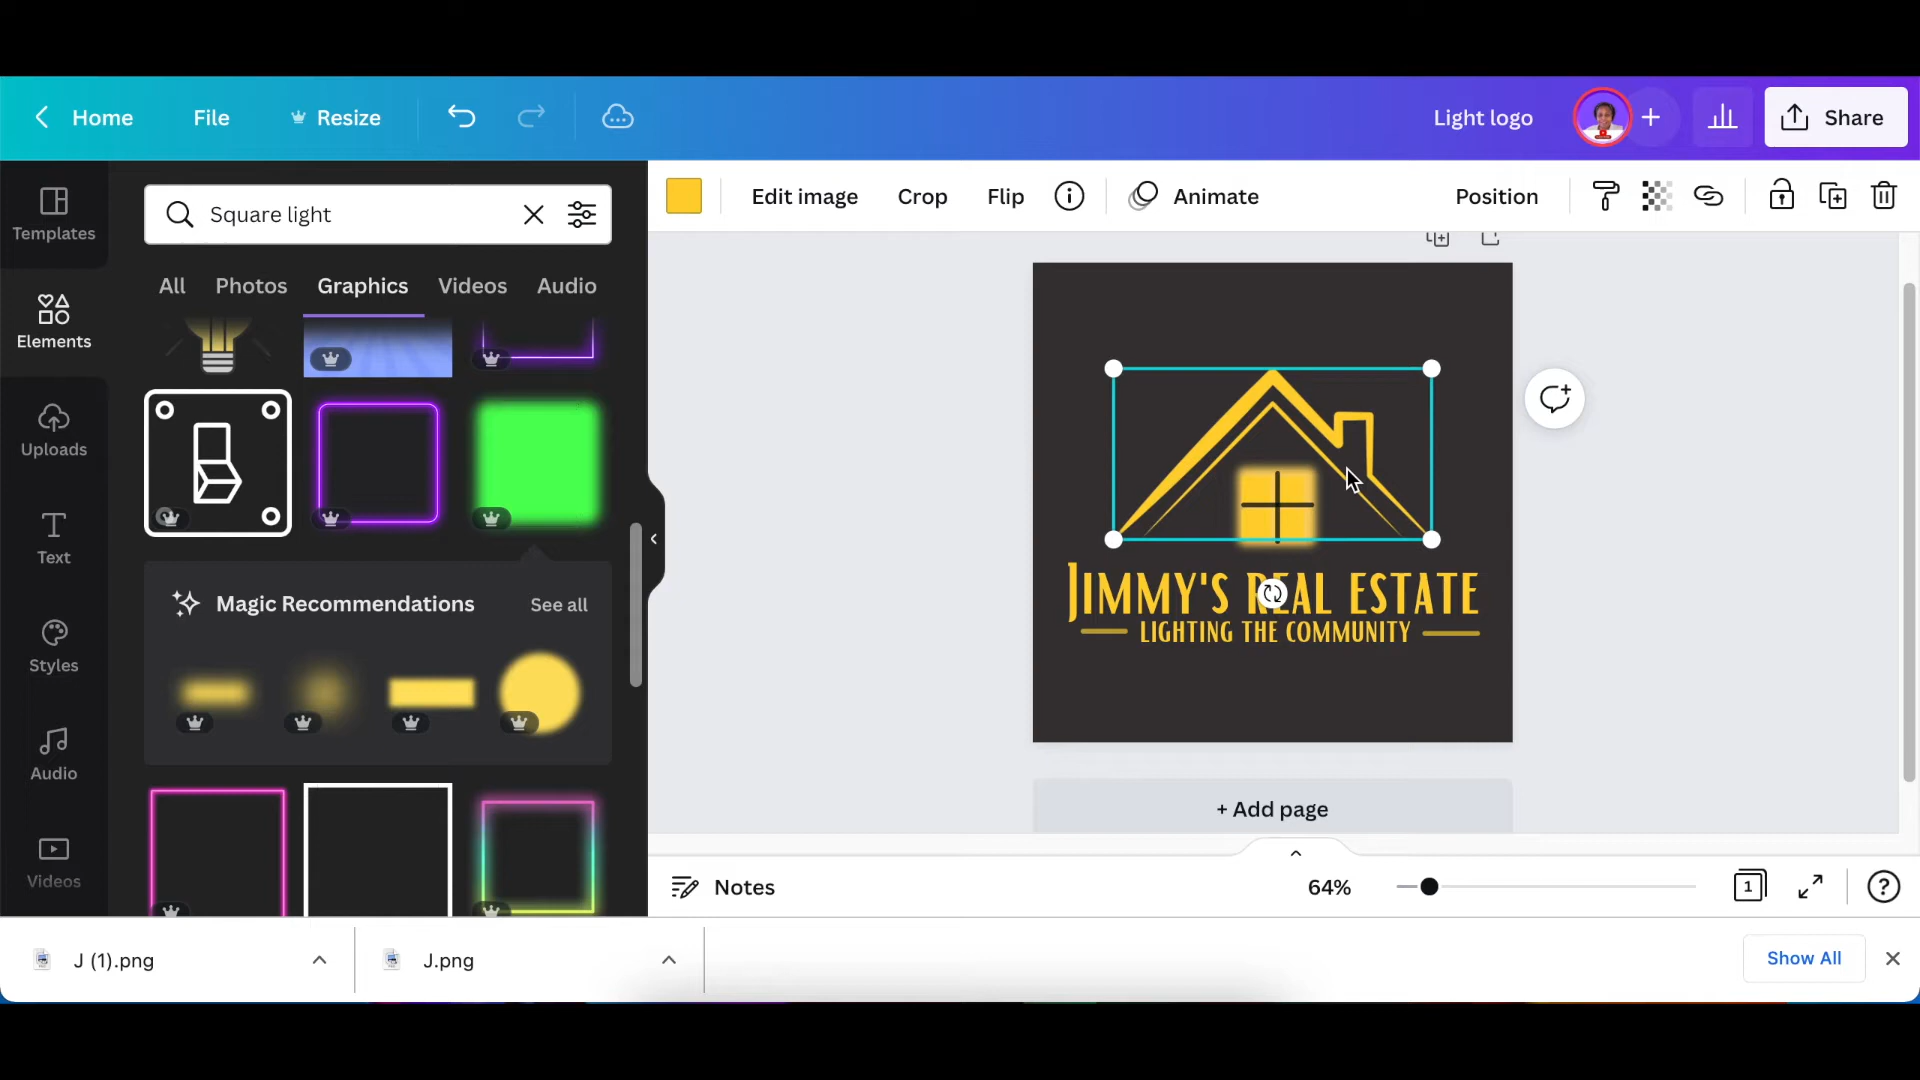 Home
File
Resize
Light logo
Share
Templates
Elements
Uploads
Text
Styles
Audio
Videos
Square light
All
Photos
Graphics
Videos
Audio
Magic Recommendations
See all
Edit image
Crop
Flip
Animate
Position
JIMMY'S REAL ESTATE
LIGHTING THE COMMUNITY
+ Add page
Notes
64%
1
J (1).png
J.png
Show All